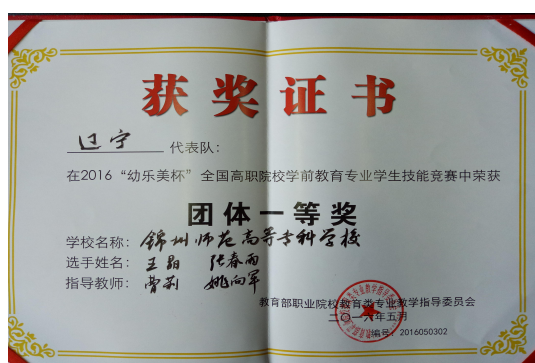 获奖证书
辽宁 代表队：
在2016“幼乐美杯”全国高职院校学前教育专业学生技能竞赛中荣获
团体一等奖
学校名称：锦州师范高等专科学校
选手姓名：王晶 张春雨
指导教师：曹莉 姚向军
教育部职业院校教育类专业教学指导委员会
二〇一六年五月
编号：2016050302